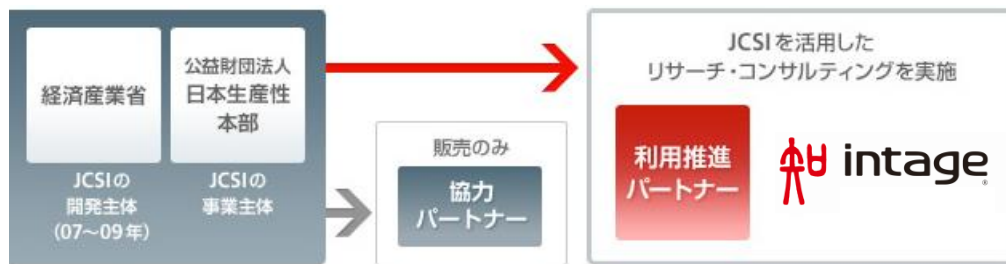 経済産業省
JCSIの
開発主体
(07〜09年)
公益財団法人
日本生産性
本部
JCSIの
事業主体
販売のみ
協力
パートナー
JCSIを活用した
リサーチ・コンサルティングを実施
利用推進
パートナー
intage